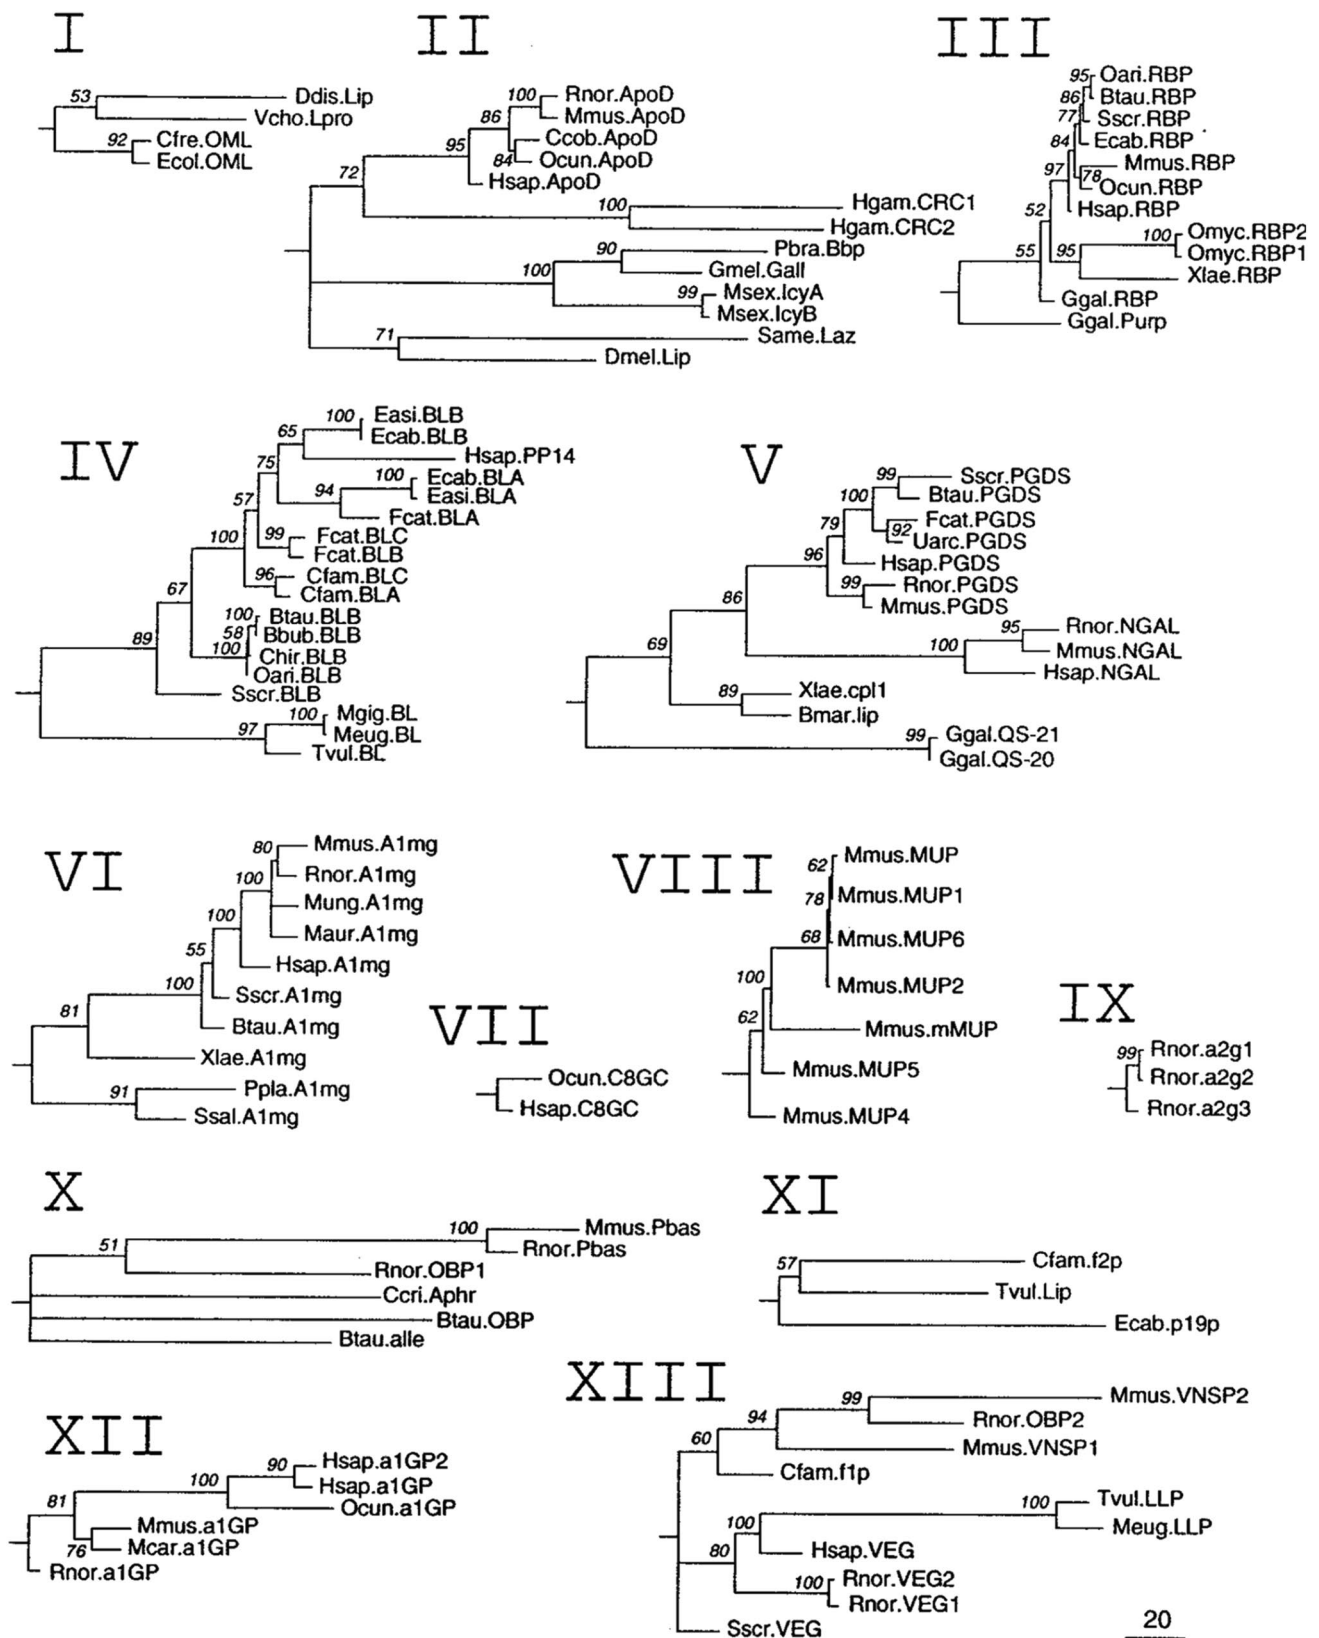 I
53
Ddis.Lip
Vcho.Lpro
92
Cfre.OML
Ecol.OML
II
100
Rnor.ApoD
Mmus.ApoD
86
Ccob.ApoD
84
Ocun.ApoD
95
Hsap.ApoD
72
100
Hgam.CRC1
Hgam.CRC2
90
Pbra.Bbp
Gmel.Gall
100
99
Msex.IcyA
Msex.IcyB
71
Same.Laz
Dmel.Lip
III
95
Oari.RBP
86
Btau.RBP
77
Sscr.RBP
84
Ecab.RBP
Mmus.RBP
97
78
Ocun.RBP
Hsap.RBP
52
100
Omyc.RBP2
Omyc.RBP1
55
95
Xlae.RBP
Ggal.RBP
Ggal.Purp
IV
100
Easi.BLB
Ecab.BLB
65
Hsap.PP14
75
100
Ecab.BLA
Easi.BLA
94
Fcat.BLA
57
99
Fcat.BLC
Fcat.BLB
100
96
Cfam.BLC
Cfam.BLA
67
100
Btau.BLB
58
Bbub.BLB
100
Chir.BLB
Oari.BLB
89
Sscr.BLB
100
Mgig.BL
97
Meug.BL
Tvul.BL
V
99
Sscr.PGDS
Btau.PGDS
100
Fcat.PGDS
92
Uarc.PGDS
79
Hsap.PGDS
96
99
Rnor.PGDS
Mmus.PGDS
86
95
Rnor.NGAL
Mmus.NGAL
100
Hsap.NGAL
69
89
Xlae.cpl1
Bmar.lip
99
Ggal.QS-21
Ggal.QS-20
VI
80
Mmus.A1mg
Rnor.A1mg
100
Mung.A1mg
Maur.A1mg
100
Hsap.A1mg
55
Sscr.A1mg
100
Btau.A1mg
81
Xlae.A1mg
91
Ppla.A1mg
Ssal.A1mg
VII
Ocun.C8GC
Hsap.C8GC
VIII
62
Mmus.MUP
78
Mmus.MUP1
68
Mmus.MUP6
Mmus.MUP2
100
Mmus.mMUP
62
Mmus.MUP5
Mmus.MUP4
IX
99
Rnor.a2g1
Rnor.a2g2
Rnor.a2g3
X
100
Mmus.Pbas
Rnor.Pbas
51
Rnor.OBP1
Ccri.Aphr
Btau.OBP
Btau.alle
XI
57
Cfam.f2p
Tvul.Lip
Ecab.p19p
XII
90
Hsap.a1GP2
Hsap.a1GP
100
Ocun.a1GP
81
Mmus.a1GP
76
Mcar.a1GP
Rnor.a1GP
XIII
99
Mmus.VNSP2
Rnor.OBP2
94
Mmus.VNSP1
60
Cfam.f1p
100
Tvul.LLP
Meug.LLP
100
Hsap.VEG
80
100
Rnor.VEG2
Rnor.VEG1
Sscr.VEG
20